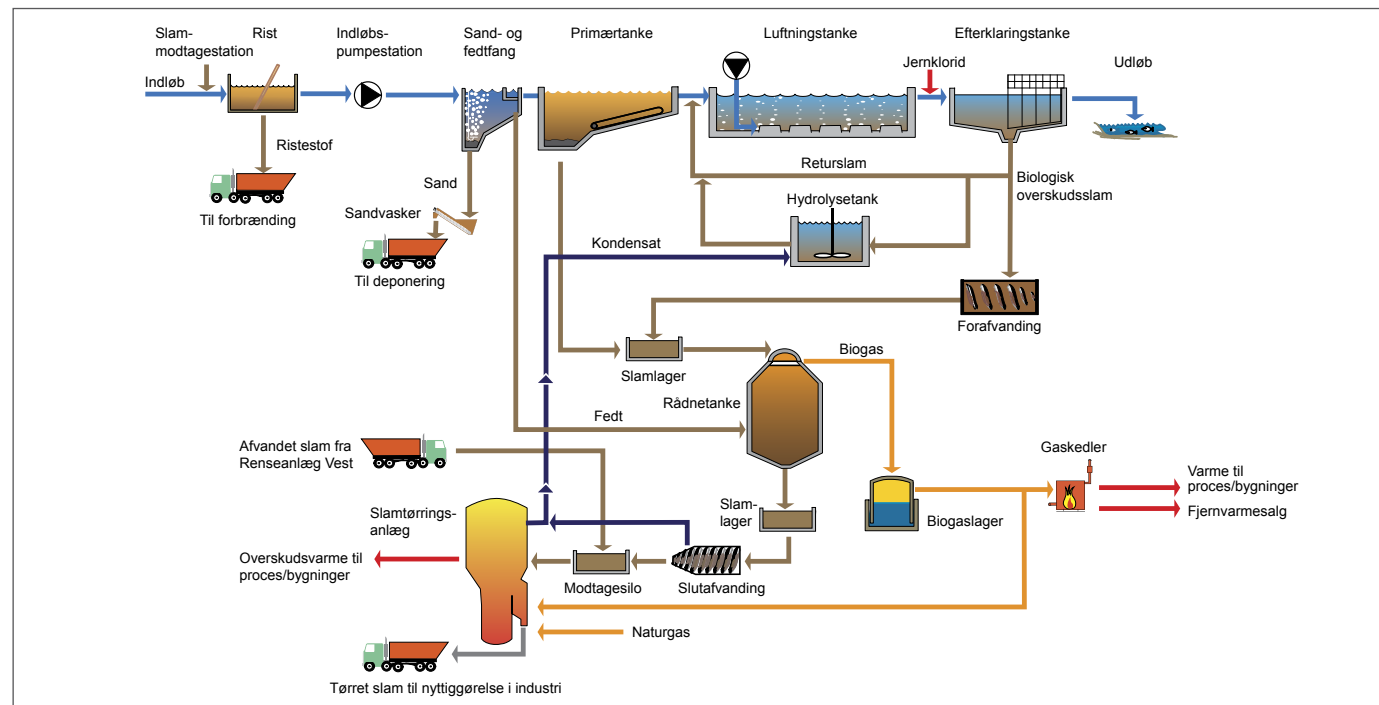 Slam-
modtagestation
Rist
Indløbs-
pumpestation
Sand- og
fedtfang
Primærtanke
Luftningstanke
Efterklaringstanke
Jernklorid
Udløb
Indløb
Ristestof
Til forbrænding
Sand
Sandvasker
Til deponering
Returslam
Biologisk
overskudsslam
Hydrolysetank
Kondensat
Forafvanding
Slamlager
Biogas
Rådnetanke
Fedt
Afvandet slam fra
Renseanlæg Vest
Gaskedler
Varme til
proces/bygninger
Fjernvarmesalg
Slam-
lager
Biogaslager
Slamtørrings-
anlæg
Overskudsvarme til
proces/bygninger
Modtagesilo
Slutafvanding
Naturgas
Tørret slam til nyttiggørelse i industri